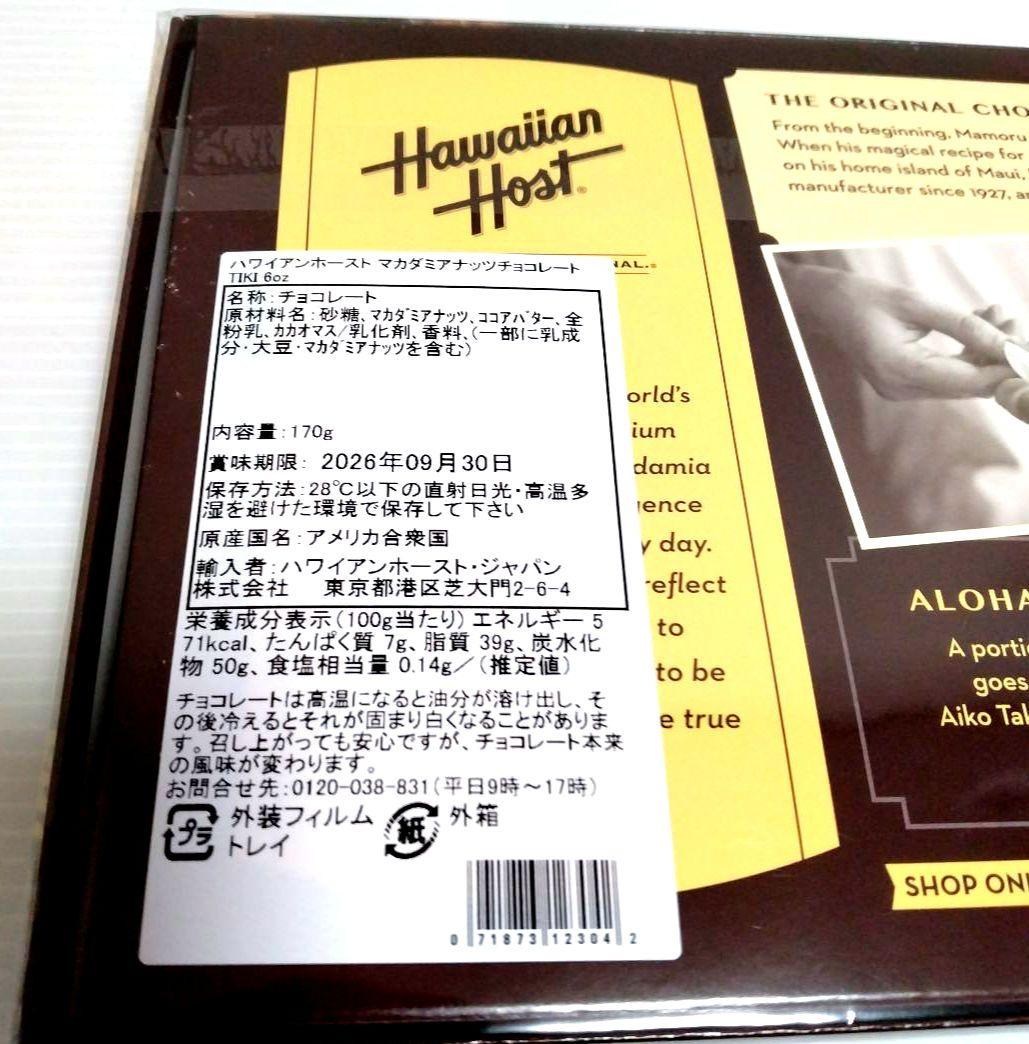 Hawaiian
Host®
NAL.®
ハワイアンホースト マカダミアナッツチョコレート
TIKI 6oz
名称:チョコレート
原材料名:砂糖、マカダミアナッツ、ココアバター、全
粉乳、カカオマス/乳化剤、香料、(一部に乳成
分・大豆・マカダミアナッツを含む)
内容量:170g
賞味期限: 2026年09月30日
保存方法:28℃以下の直射日光・高温多
湿を避けた環境で保存して下さい
原産国名:アメリカ合衆国
輸入者:ハワイアンホースト・ジャパン
株式会社 東京都港区芝大門2-6-4
栄養成分表示(100g当たり) エネルギー 5
71kcal、たんぱく質 7g、脂質 39g、炭水化
物 50g、食塩相当量 0.14g/(推定値)
チョコレートは高温になると油分が溶け出し、そ
の後冷えるとそれが固まり白くなることがありま
す。召し上がっても安心ですが、チョコレート本来
の風味が変わります。
お問合せ先:0120-038-831(平日9時～17時)
プラ 外装フィルム
トレイ
紙 外箱
0 71873 12304 2
orld's
ium
damia
ence
y day.
reflect
to
to be
e true
THE ORIGINAL CHO
From the beginning, Mamoru
When his magical recipe for
on his home island of Maui,
manufacturer since 1927, a
ALOHA
A portio
goes
Aiko Tak
SHOP ONL